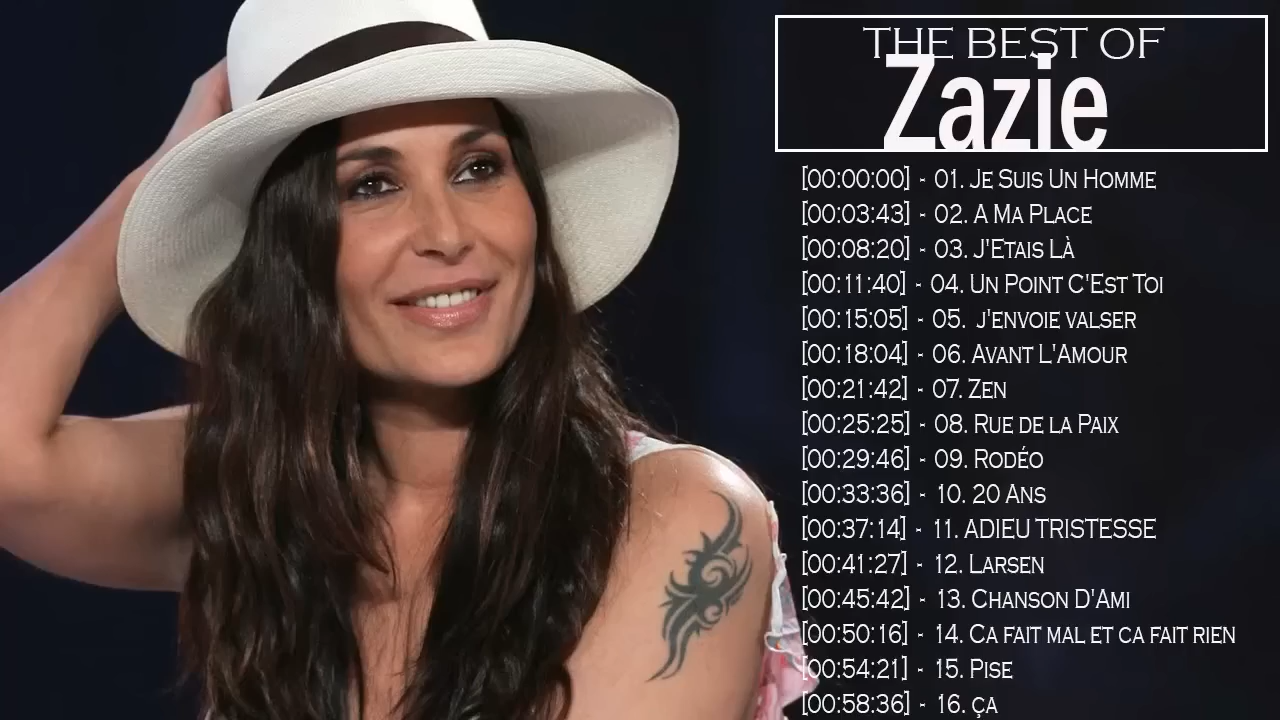 THE BEST OF
Zazie
[00:00:00] - 01. Je Suis Un Homme
[00:03:43] - 02. A Ma Place
[00:08:20] - 03. J'Etais Là
[00:11:40] - 04. Un Point C'Est Toi
[00:15:05] - 05. J'envoie valser
[00:18:04] - 06. Avant L'Amour
[00:21:42] - 07. Zen
[00:25:25] - 08. Rue de la Paix
[00:29:46] - 09. Rodéo
[00:33:36] - 10. 20 Ans
[00:37:14] - 11. ADIEU TRISTESSE
[00:41:27] - 12. Larsen
[00:45:42] - 13. Chanson D'Ami
[00:50:16] - 14. Ca fait mal et ca fait rien
[00:54:21] - 15. Pise
[00:58:36] - 16. ça